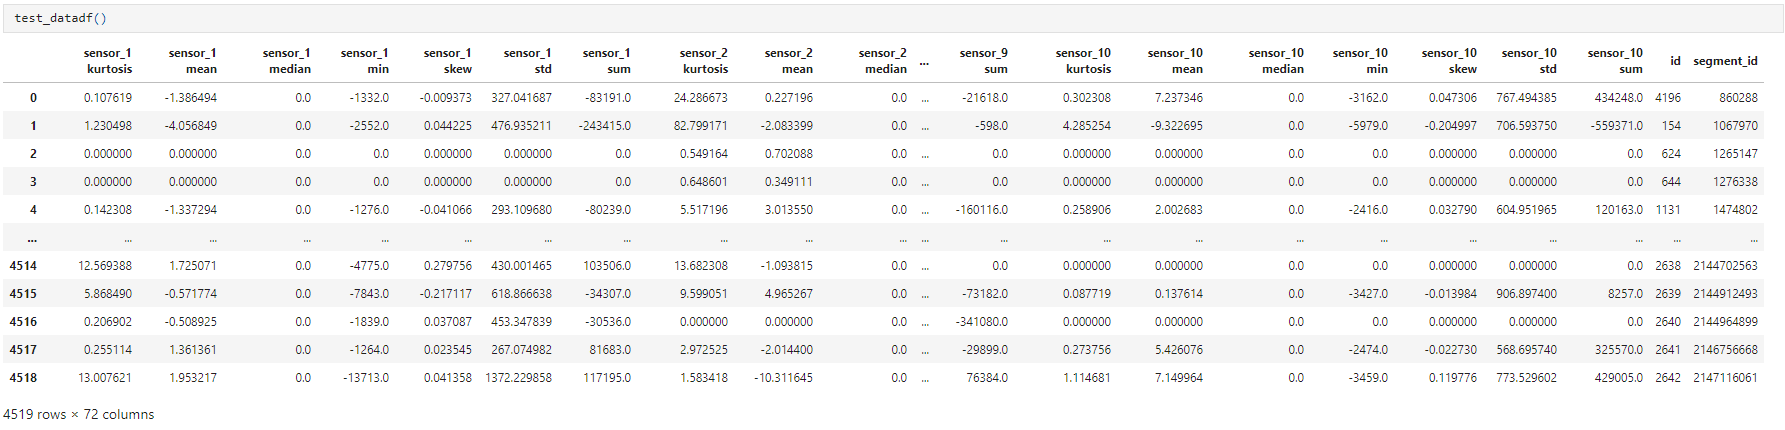 test_datadf()
sensor_1 kurtosis sensor_1 mean sensor_1 median sensor_1 min sensor_1 skew sensor_1 std sensor_1 sum sensor_2 kurtosis sensor_2 mean sensor_2 median ... sensor_9 sum sensor_10 kurtosis sensor_10 mean sensor_10 median sensor_10 min sensor_10 skew sensor_10 std sensor_10 sum id segment_id
0 0.107619 -1.386494 0.0 -1332.0 -0.009373 327.041687 -83191.0 24.286673 0.227196 0.0 ... -21618.0 0.302308 7.237346 0.0 -3162.0 0.047306 767.494385 434248.0 4196 860288
1 1.230498 -4.056849 0.0 -2552.0 0.044225 476.935211 -243415.0 82.799171 -2.083399 0.0 ... -598.0 4.285254 -9.322695 0.0 -5979.0 -0.204997 706.593750 -559371.0 154 1067970
2 0.000000 0.000000 0.0 0.0 0.000000 0.000000 0.0 0.549164 0.702088 0.0 ... 0.0 0.000000 0.000000 0.0 0.0 0.000000 0.000000 0.0 624 1265147
3 0.000000 0.000000 0.0 0.0 0.000000 0.000000 0.0 0.648601 0.349111 0.0 ... 0.0 0.000000 0.000000 0.0 0.0 0.000000 0.000000 0.0 644 1276338
4 0.142308 -1.337294 0.0 -1276.0 -0.041066 293.109680 -80239.0 5.517196 3.013550 0.0 ... -160116.0 0.258906 2.002683 0.0 -2416.0 0.032790 604.951965 120163.0 1131 1474802
... ... ... ... ... ... ... ... ... ... ... ... ... ... ... ... ... ... ... ... ... ...
4514 12.569388 1.725071 0.0 -4775.0 0.279756 430.001465 103506.0 13.682308 -1.093815 0.0 ... 0.0 0.000000 0.000000 0.0 0.0 0.000000 0.000000 0.0 2638 2144702563
4515 5.868490 -0.571774 0.0 -7843.0 -0.217117 618.866638 -34307.0 9.599051 4.965267 0.0 ... -73182.0 0.087719 0.137614 0.0 -3427.0 -0.013984 906.897400 8257.0 2639 2144912493
4516 0.206902 -0.508925 0.0 -1839.0 0.037087 453.347839 -30536.0 0.000000 0.000000 0.0 ... -341080.0 0.000000 0.000000 0.0 0.0 0.000000 0.000000 0.0 2640 2144964899
4517 0.255114 1.361361 0.0 -1264.0 0.023545 267.074982 81683.0 2.972525 -2.014400 0.0 ... -29899.0 0.273756 5.426076 0.0 -2474.0 -0.022730 568.695740 325570.0 2641 2146756668
4518 13.007621 1.953217 0.0 -13713.0 0.041358 1372.229858 117195.0 1.583418 -10.311645 0.0 ... 76384.0 1.114681 7.149964 0.0 -3459.0 0.119776 773.529602 429005.0 2642 2147116061
4519 rows × 72 columns